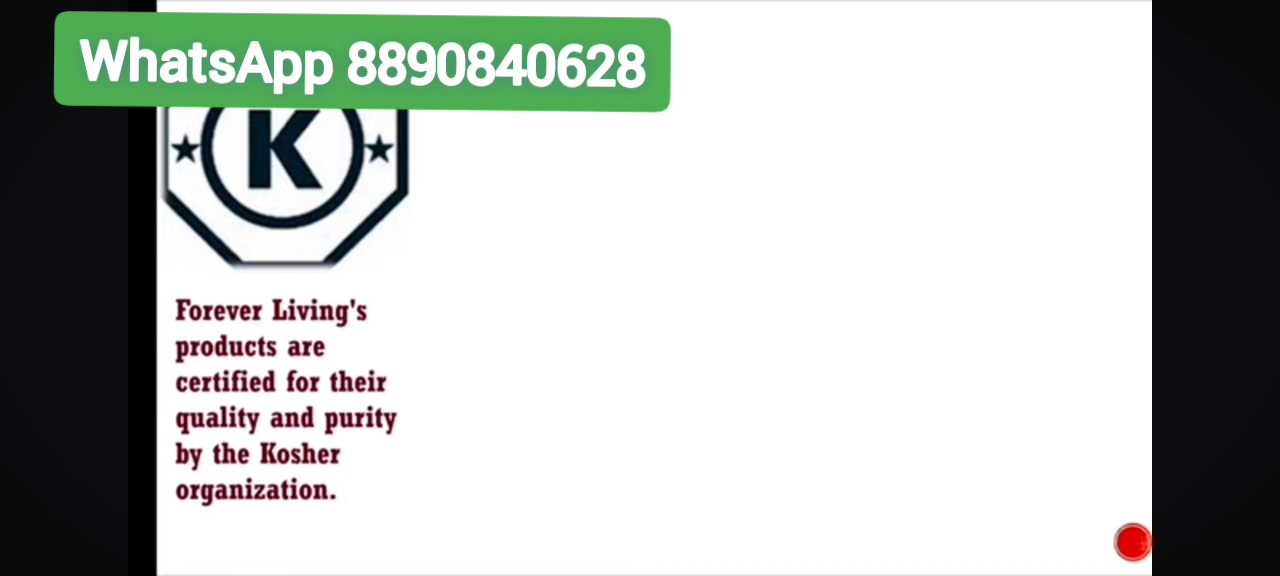 WhatsApp 8890840628
K
Forever Living's
products are
certified for their
quality and purity
by the Kosher
organization.